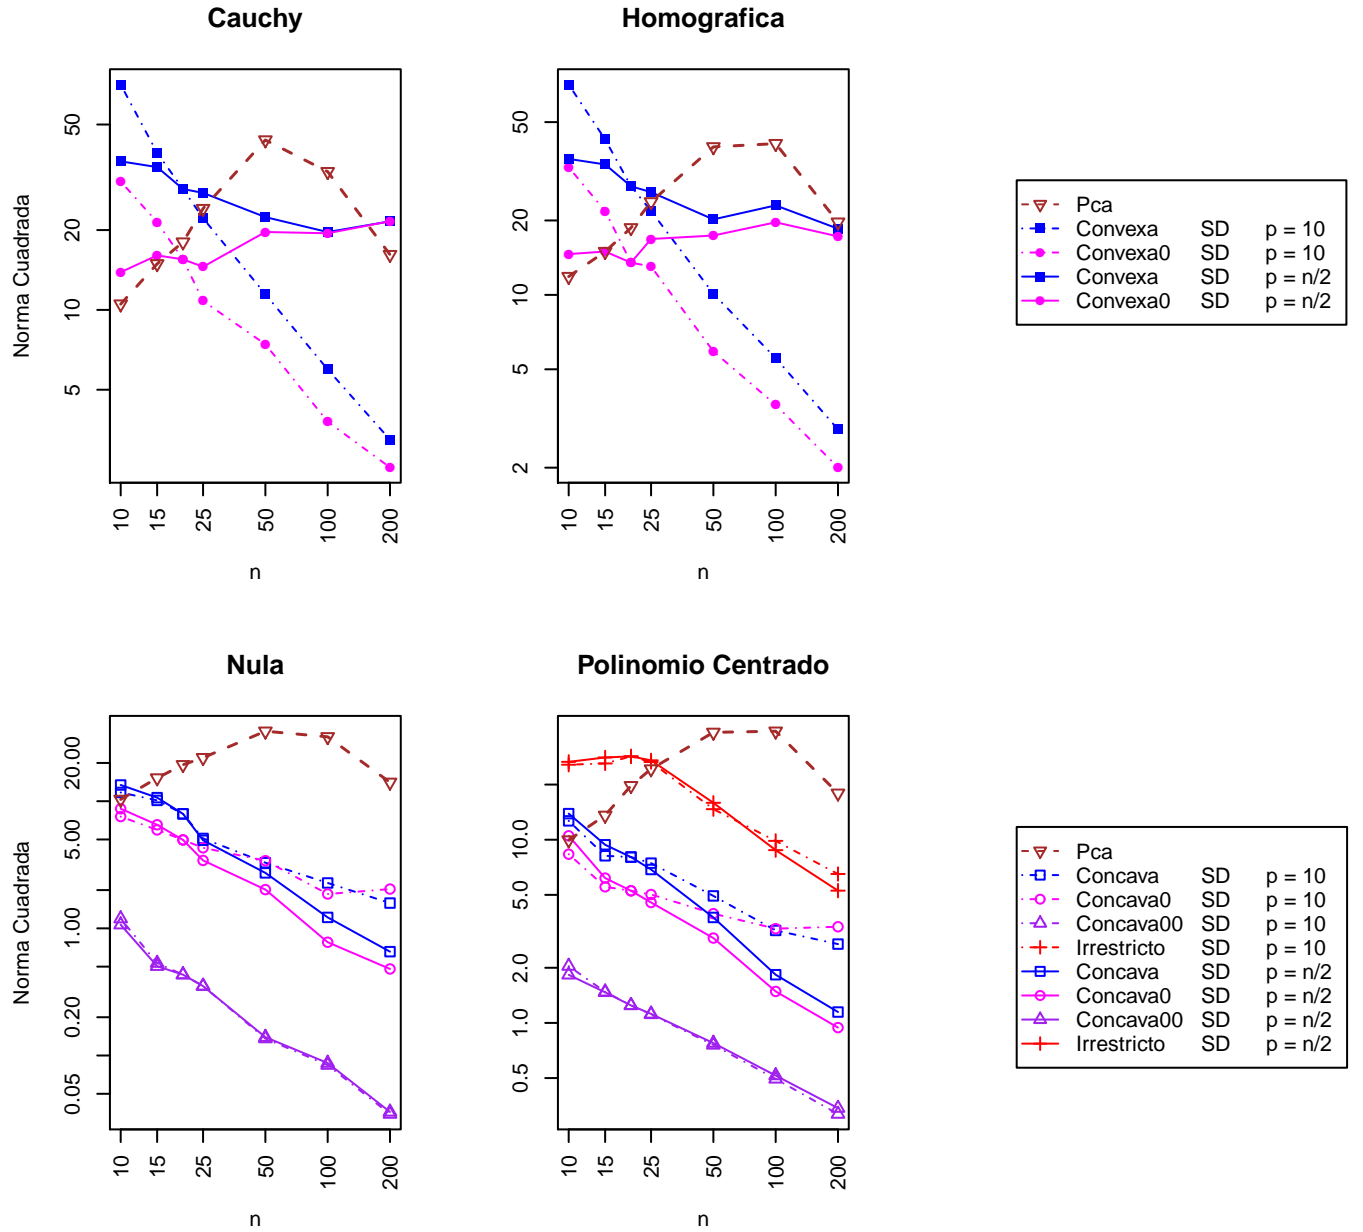 Cauchy
Norma Cuadrada
50
20
10
5
10
15
25
50
100
200
n
Homografica
50
20
10
5
2
10
15
25
50
100
200
n
Pca
Convexa SD p = 10
Convexa0 SD p = 10
Convexa SD p = n/2
Convexa0 SD p = n/2
Nula
Norma Cuadrada
20.00
5.00
1.00
0.20
0.05
10
15
25
50
100
200
n
Polinomio Centrado
10.0
5.0
2.0
1.0
0.5
10
15
25
50
100
200
n
Pca
Concava SD p = 10
Concava0 SD p = 10
Concava00 SD p = 10
Irrestricto SD p = 10
Concava SD p = n/2
Concava0 SD p = n/2
Concava00 SD p = n/2
Irrestricto SD p = n/2